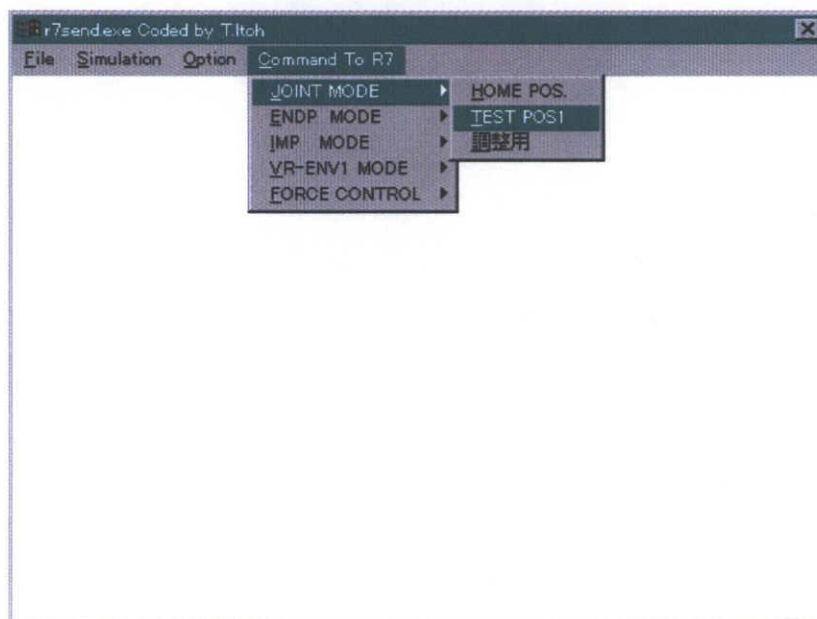 r7send.exe Coded by T.Itoh
File Simulation Option Command To R7
JOINT MODE HOME POS.
ENDP MODE TEST POS1
IMP MODE 調整用
VR-ENV1 MODE
FORCE CONTROL